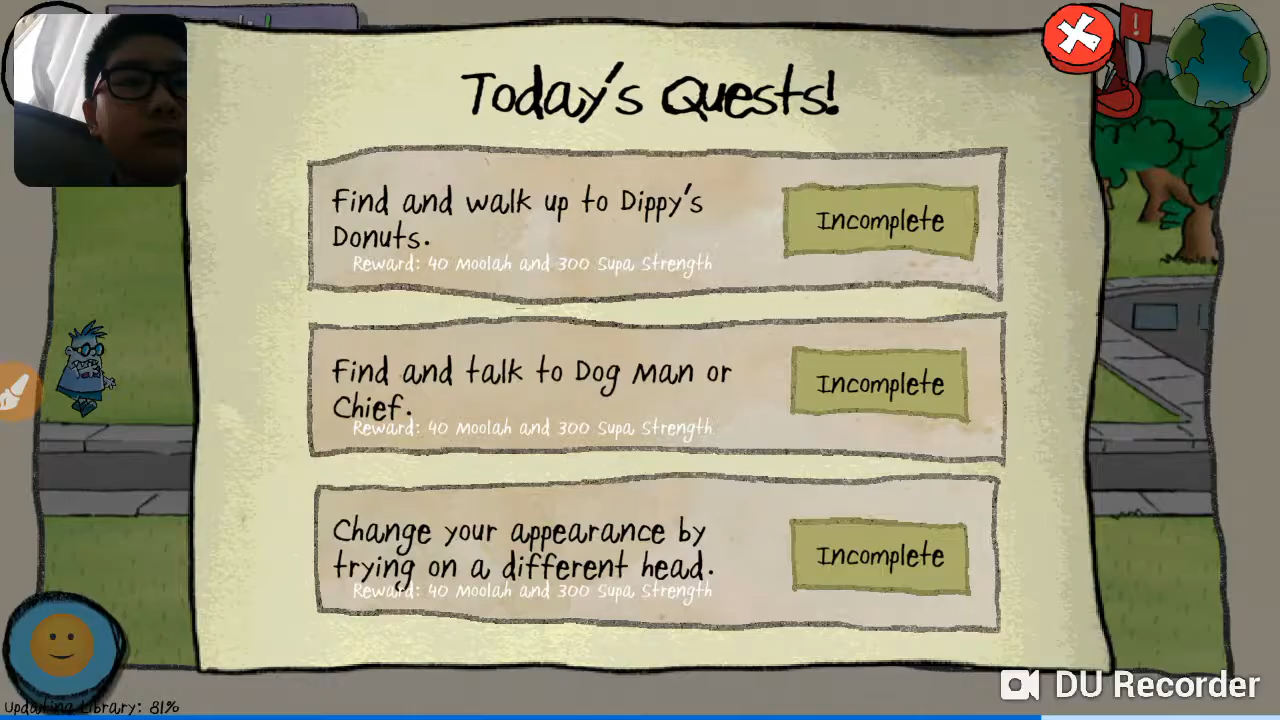 Today's Quests!
Find and walk up to Dippy's
Donuts.
Incomplete
Reward: 40 Moolah and 300 Supa Strength
Find and talk to Dog Man or
Chief.
Incomplete
Reward: 40 Moolah and 300 Supa Strength
Change your appearance by
trying on a different head.
Incomplete
Reward: 40 Moolah and 300 Supa Strength
DU Recorder
Updating Library: 81%